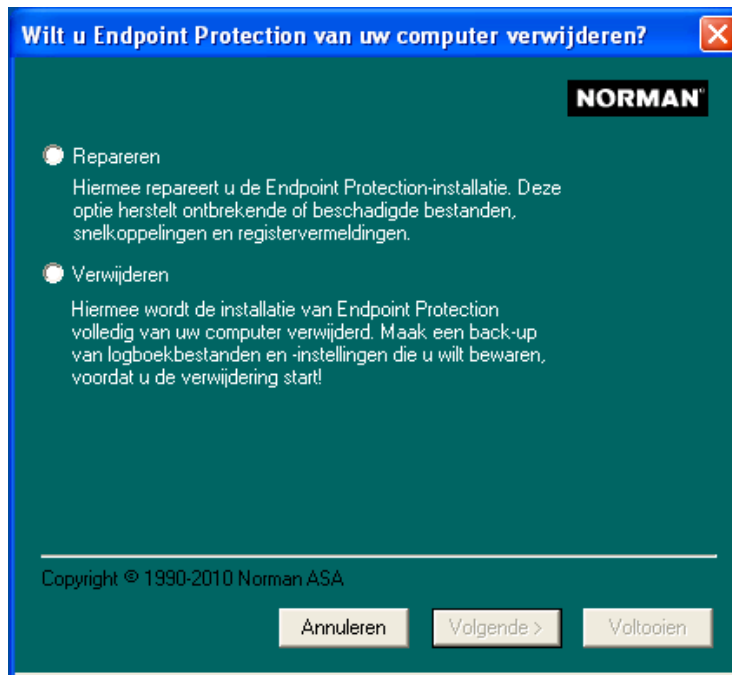 Wilt u Endpoint Protection van uw computer verwijderen?
NORMAN®
Repareren
Hiermee repareert u de Endpoint Protection-installatie. Deze
optie herstelt ontbrekende of beschadigde bestanden,
snelkoppelingen en registervermeldingen.
Verwijderen
Hiermee wordt de installatie van Endpoint Protection
volledig van uw computer verwijderd. Maak een back-up
van logboekbestanden en -instellingen die u wilt bewaren,
voordat u de verwijdering start!
Copyright © 1990-2010 Norman ASA
Annuleren
Volgende >
Voltooien